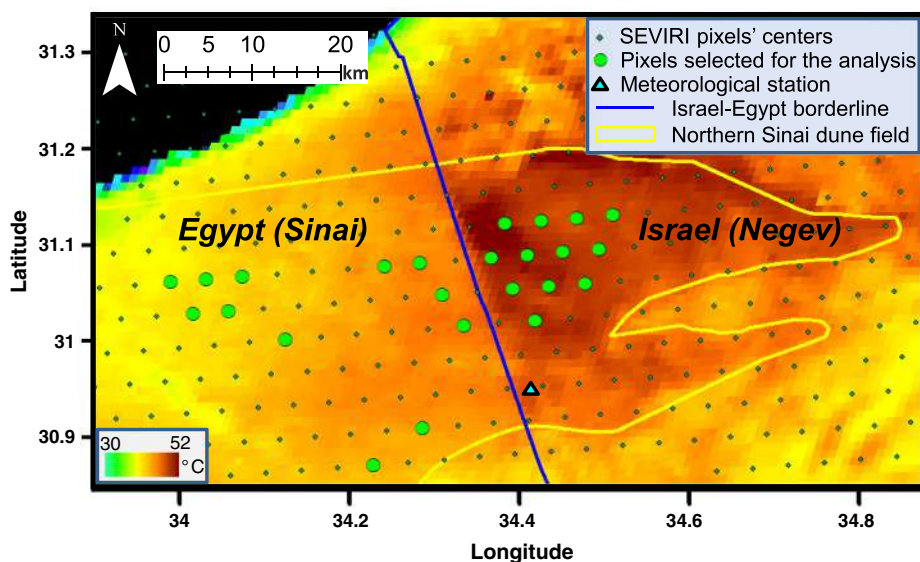 N
0 5 10 20
km
SEVIRI pixels' centers
Pixels selected for the analysis
Meteorological station
Israel-Egypt borderline
Northern Sinai dune field
31.3
31.2
31.1
31
30.9
Latitude
Egypt (Sinai)
Israel (Negev)
30 52
°C
34 34.2 34.4 34.6 34.8
Longitude